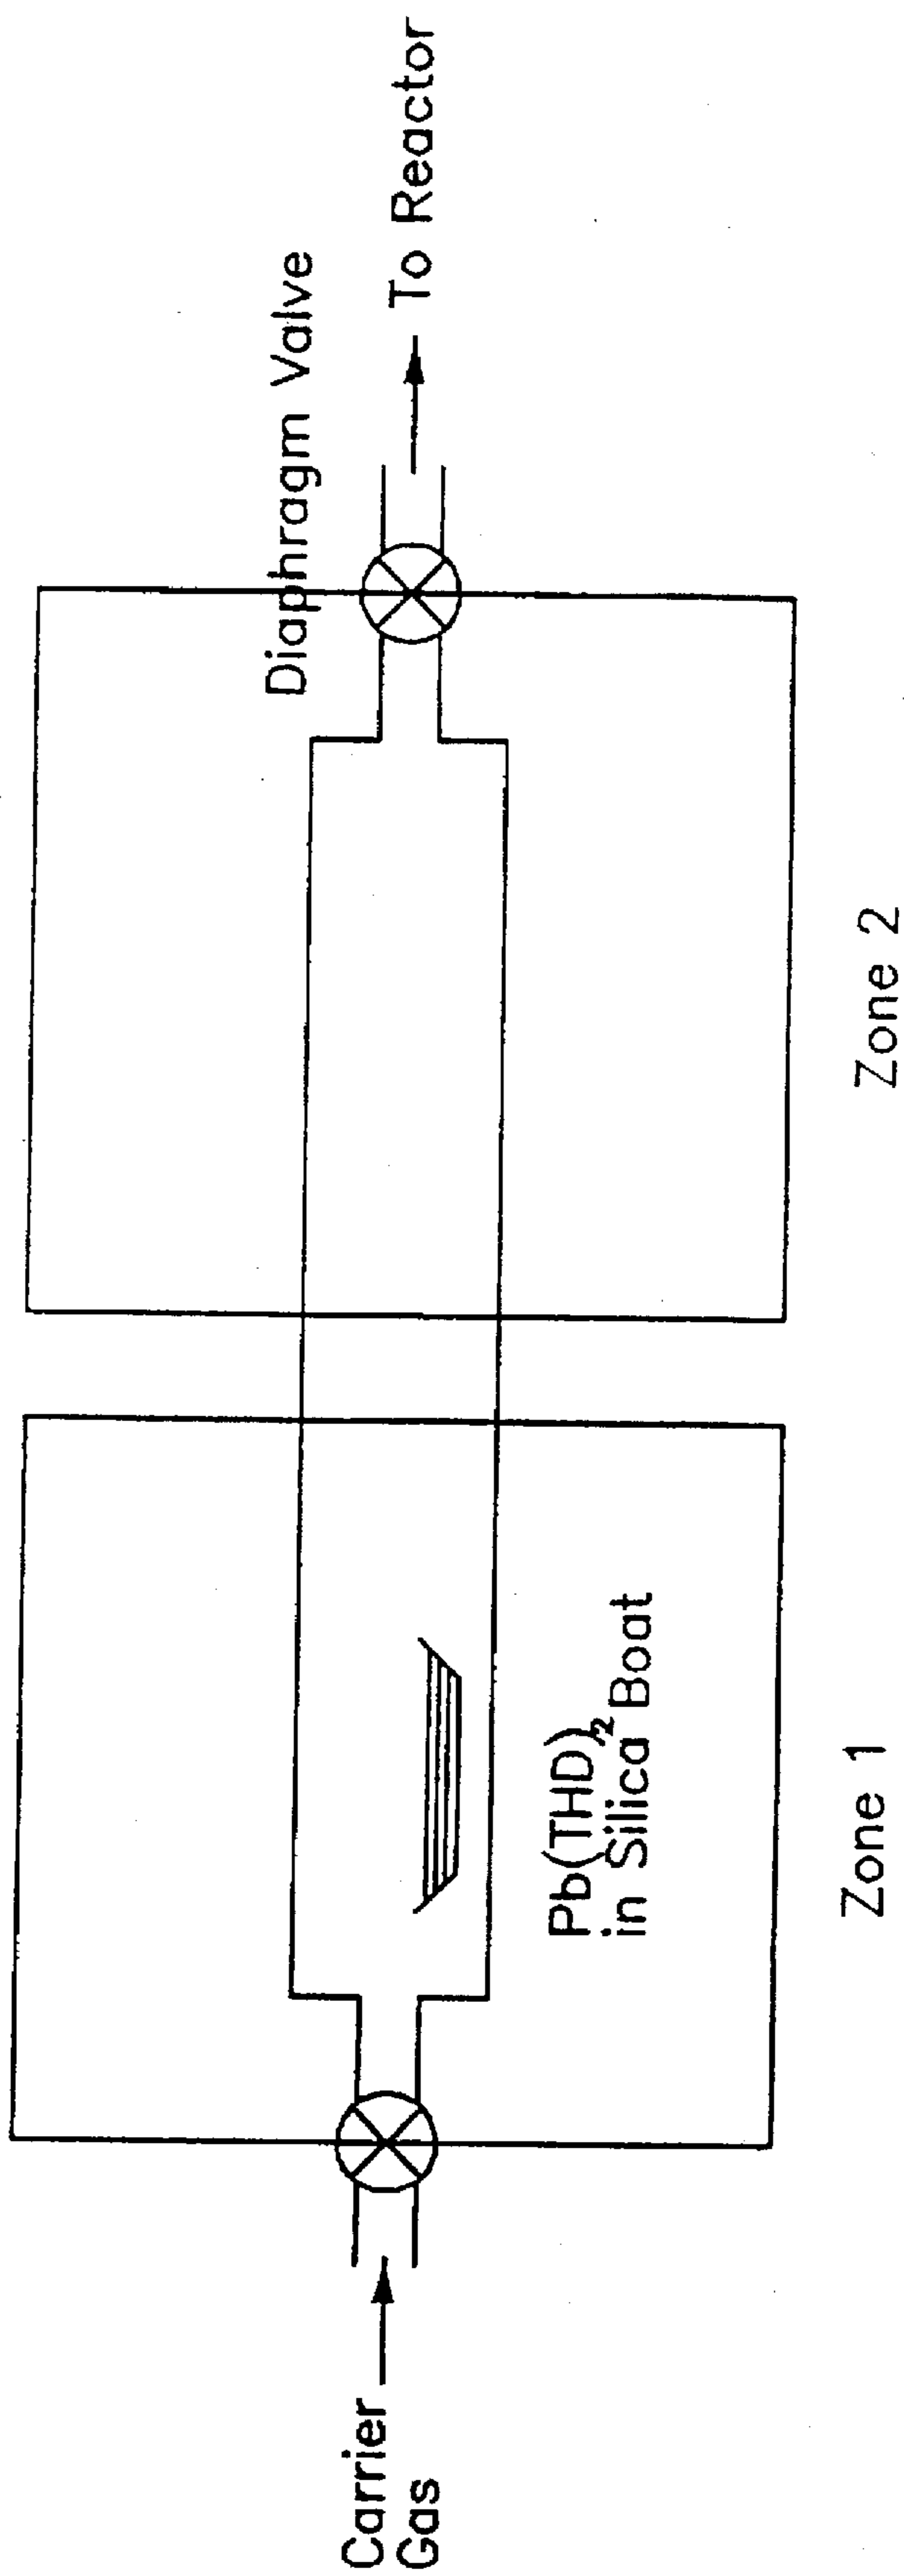 Carrier
Gas
Pb(THD)2
in Silica Boat
Diaphragm Valve
To Reactor
Zone 1
Zone 2